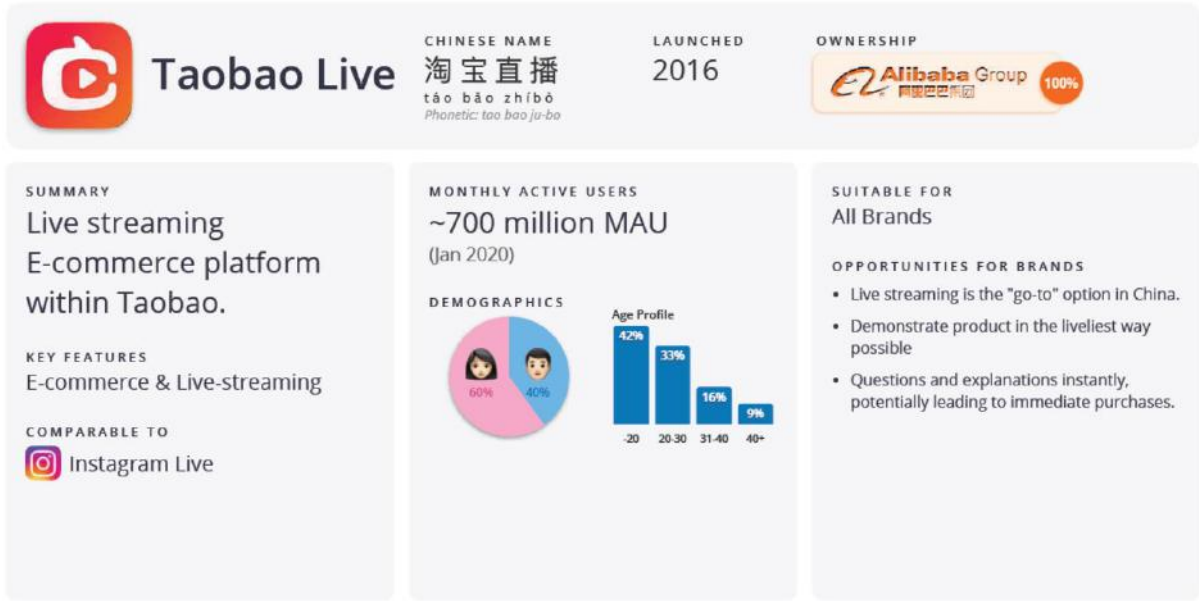 Taobao Live
CHINESE NAME
淘宝直播
táo bǎo zhíbō
Phonetic: tao bao ju-bo
LAUNCHED
2016
OWNERSHIP
Alibaba Group
阿里巴巴集团
100%
SUMMARY
Live streaming
E-commerce platform
within Taobao.
KEY FEATURES
E-commerce & Live-streaming
COMPARABLE TO
Instagram Live
MONTHLY ACTIVE USERS
~700 million MAU
(Jan 2020)
DEMOGRAPHICS
60%
40%
Age Profile
42%
33%
16%
9%
-20
20-30
31-40
40+
SUITABLE FOR
All Brands
OPPORTUNITIES FOR BRANDS
• Live streaming is the "go-to" option in China.
• Demonstrate product in the liveliest way
possible
• Questions and explanations instantly,
potentially leading to immediate purchases.